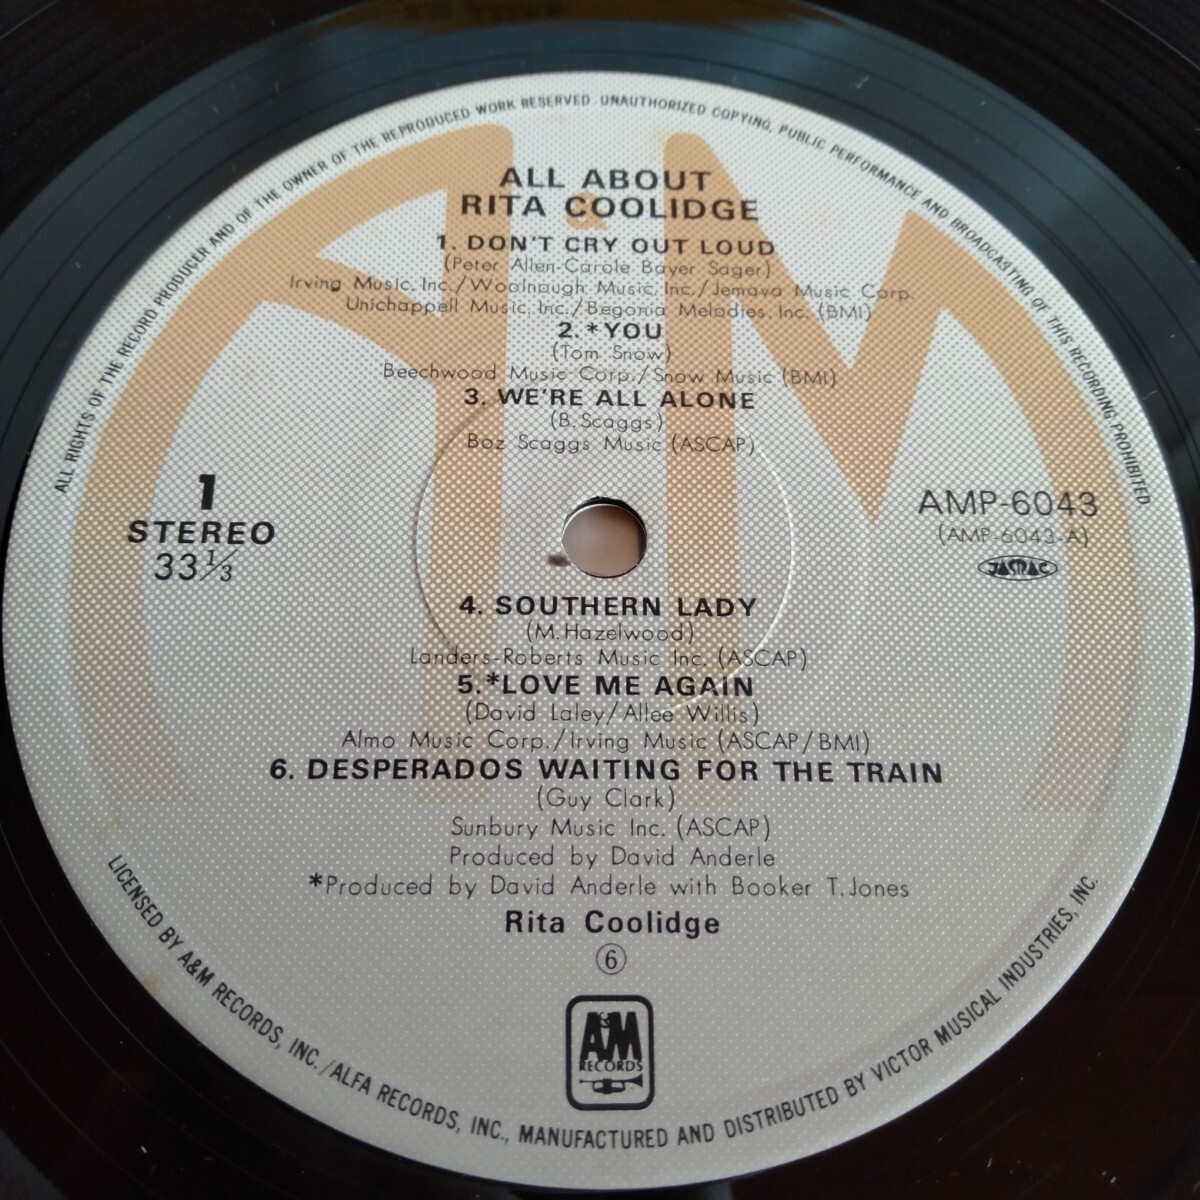 ALL RIGHTS OF THE RECORD PRODUCER AND OF THE OWNER OF THE REPRODUCED WORK RESERVED · UNAUTHORIZED COPYING, PUBLIC PERFORMANCE AND BROADCASTING OF THIS RECORDING PROHIBITED
ALL ABOUT
RITA COOLIDGE
1. DON'T CRY OUT LOUD
(Peter Allen-Carole Bayer Sager)
Irving Music, Inc./Woolnough Music, Inc./Jemava Music Corp.
Unichappell Music, Inc./Begonia Melodies, Inc. (BMI)
2. *YOU
(Tom Snow)
Beechwood Music Corp./Snow Music (BMI)
3. WE'RE ALL ALONE
(B. Scaggs)
Boz Scaggs Music (ASCAP)
1
STEREO
33 1/3
AMP-6043
(AMP-6043-A)
JASRAC
4. SOUTHERN LADY
(M. Hazelwood)
Landers-Roberts Music Inc. (ASCAP)
5. *LOVE ME AGAIN
(David Laley/Allee Willis)
Almo Music Corp./Irving Music (ASCAP/BMI)
6. DESPERADOS WAITING FOR THE TRAIN
(Guy Clark)
Sunbury Music Inc. (ASCAP)
Produced by David Anderle
*Produced by David Anderle with Booker T. Jones
Rita Coolidge
⑥
A&M
RECORDS
LICENSED BY A&M RECORDS, INC. /ALFA RECORDS, INC., MANUFACTURED AND DISTRIBUTED BY VICTOR MUSICAL INDUSTRIES, INC.